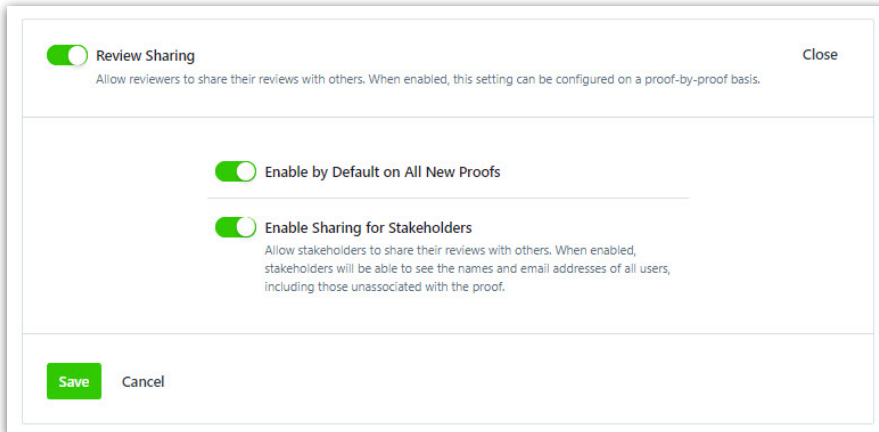 Review Sharing
Close
Allow reviewers to share their reviews with others. When enabled, this setting can be configured on a proof-by-proof basis.
Enable by Default on All New Proofs
Enable Sharing for Stakeholders
Allow stakeholders to share their reviews with others. When enabled,
stakeholders will be able to see the names and email addresses of all users,
including those unassociated with the proof.
Save
Cancel